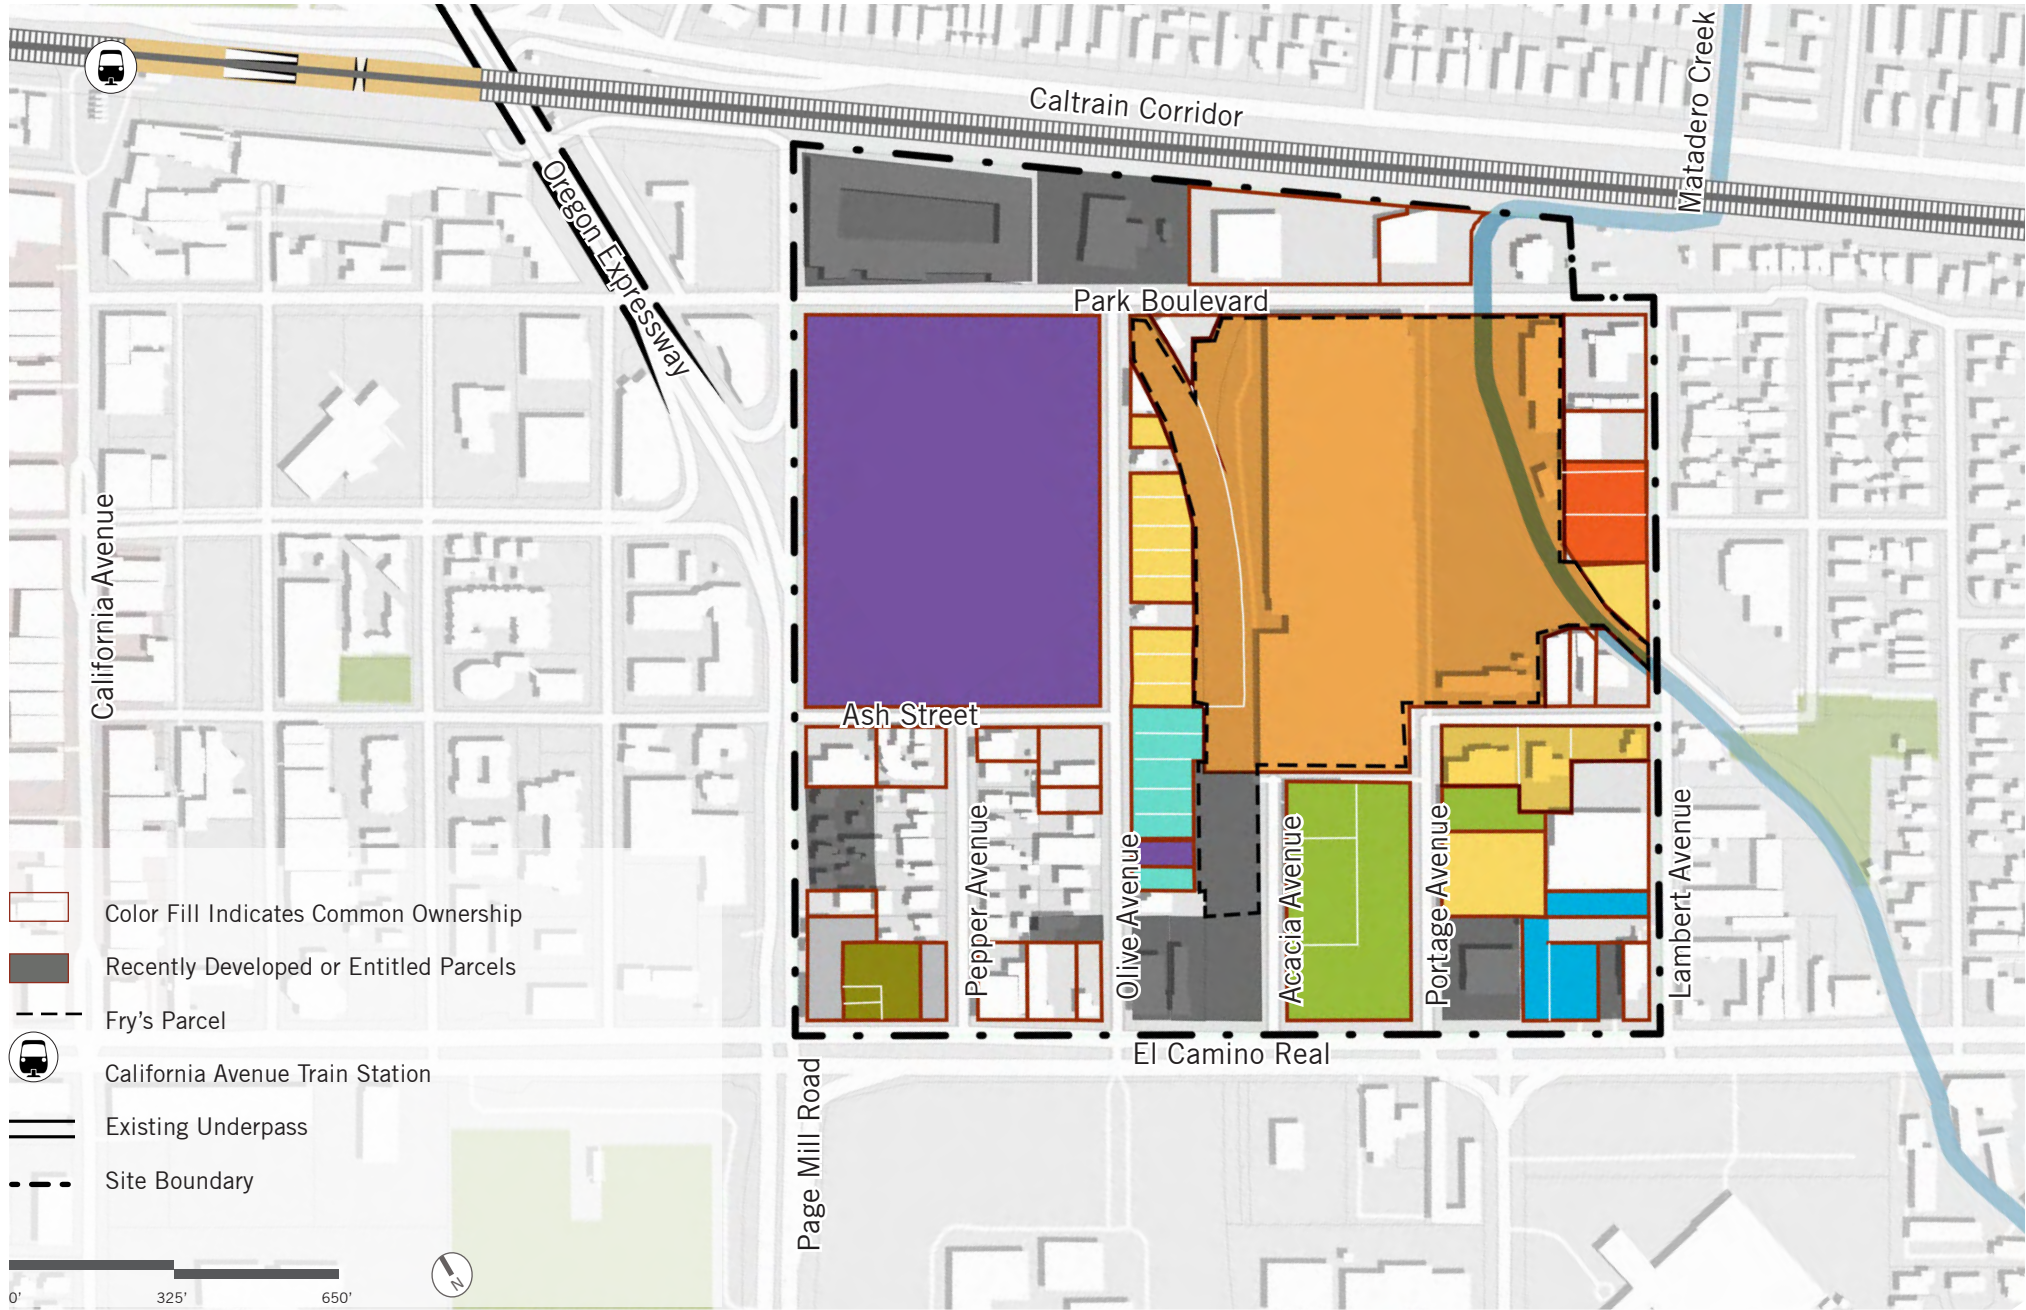 Matadero Creek
Caltrain Corridor
Oregon Expressway
Park Boulevard
California Avenue
Ash Street
Pepper Avenue
Olive Avenue
Acacia Avenue
Portage Avenue
Lambert Avenue
El Camino Real
Page Mill Road
Color Fill Indicates Common Ownership
Recently Developed or Entitled Parcels
Fry's Parcel
California Avenue Train Station
Existing Underpass
Site Boundary
0' 325' 650'
N